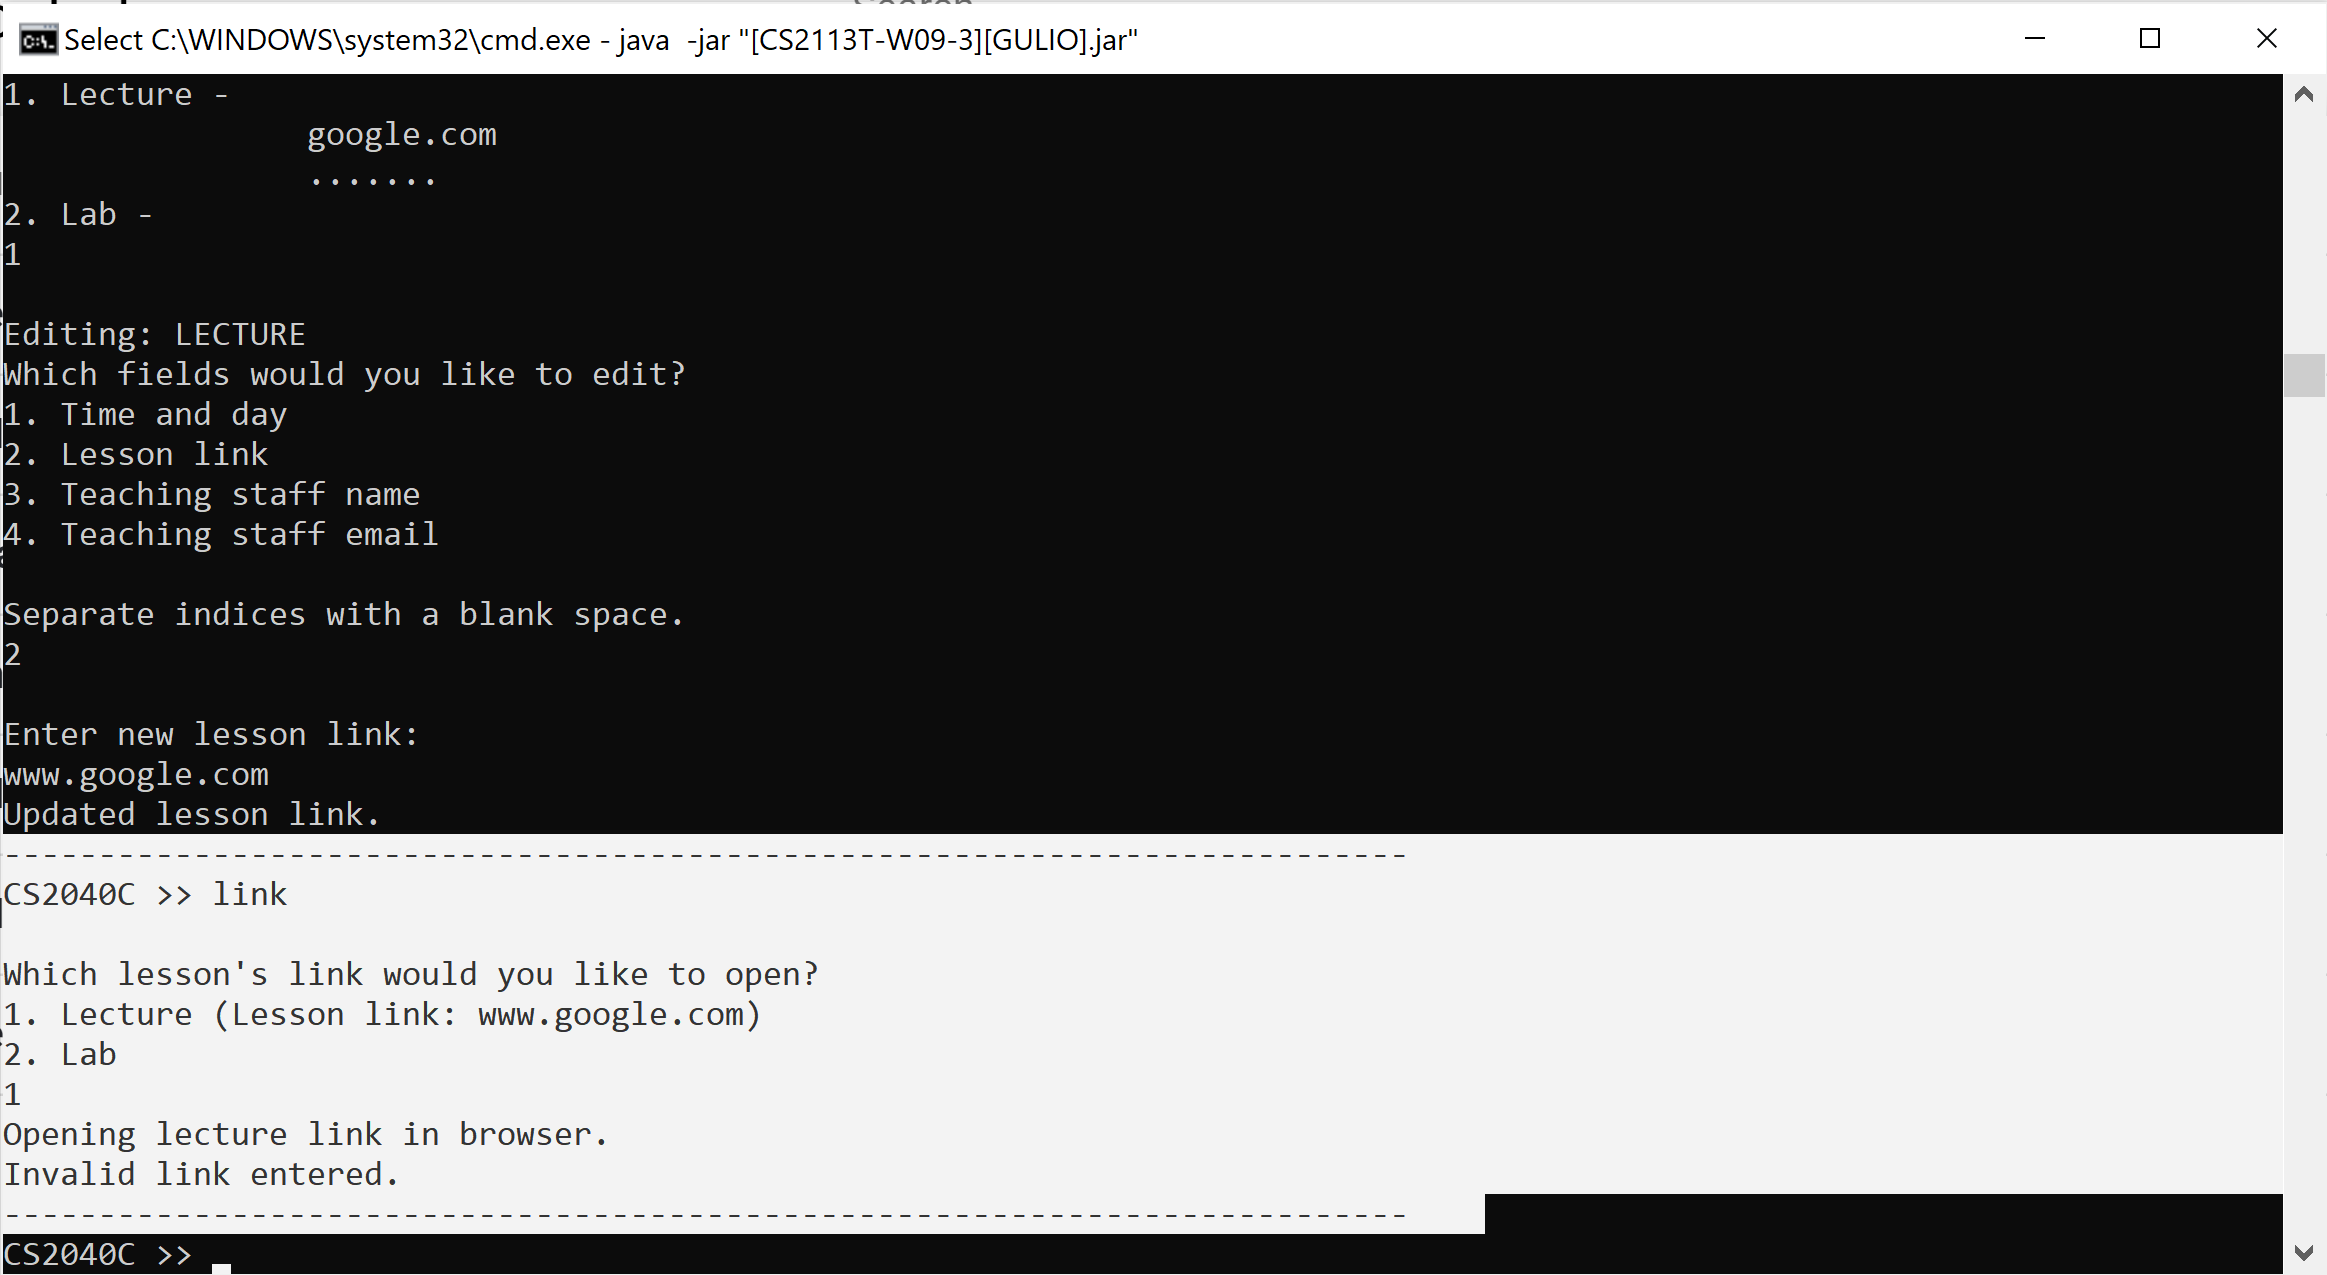 Select C:\WINDOWS\system32\cmd.exe - java  -jar "[CS2113T-W09-3][GULIO].jar"
1. Lecture -
google.com
.......
2. Lab -
1
Editing: LECTURE
Which fields would you like to edit?
1. Time and day
2. Lesson link
3. Teaching staff name
4. Teaching staff email
Separate indices with a blank space.
2
Enter new lesson link:
www.google.com
Updated lesson link.
--------------------------------------------------------------------------
CS2040C >> link
Which lesson's link would you like to open?
1. Lecture (Lesson link: www.google.com)
2. Lab
1
Opening lecture link in browser.
Invalid link entered.
--------------------------------------------------------------------------
CS2040C >>